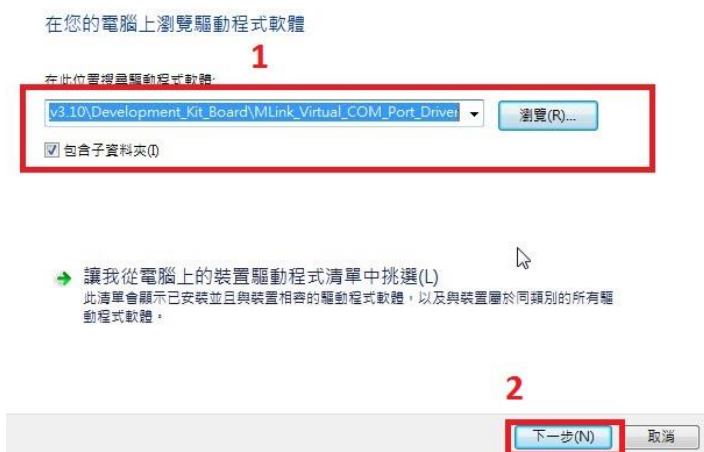 在您的電腦上瀏覽驅動程式軟體
1
在此位置搜尋驅動程式軟體:
v3.10\Development_Kit_Board\MLink_Virtual_COM_Port_Driver
瀏覽(R)...
包含子資料夾(I)
讓我從電腦上的裝置驅動程式清單中挑選(L)
此清單會顯示已安裝並且與裝置相容的驅動程式軟體，以及與裝置屬於同類別的所有驅
動程式軟體。
2
下一步(N)
取消